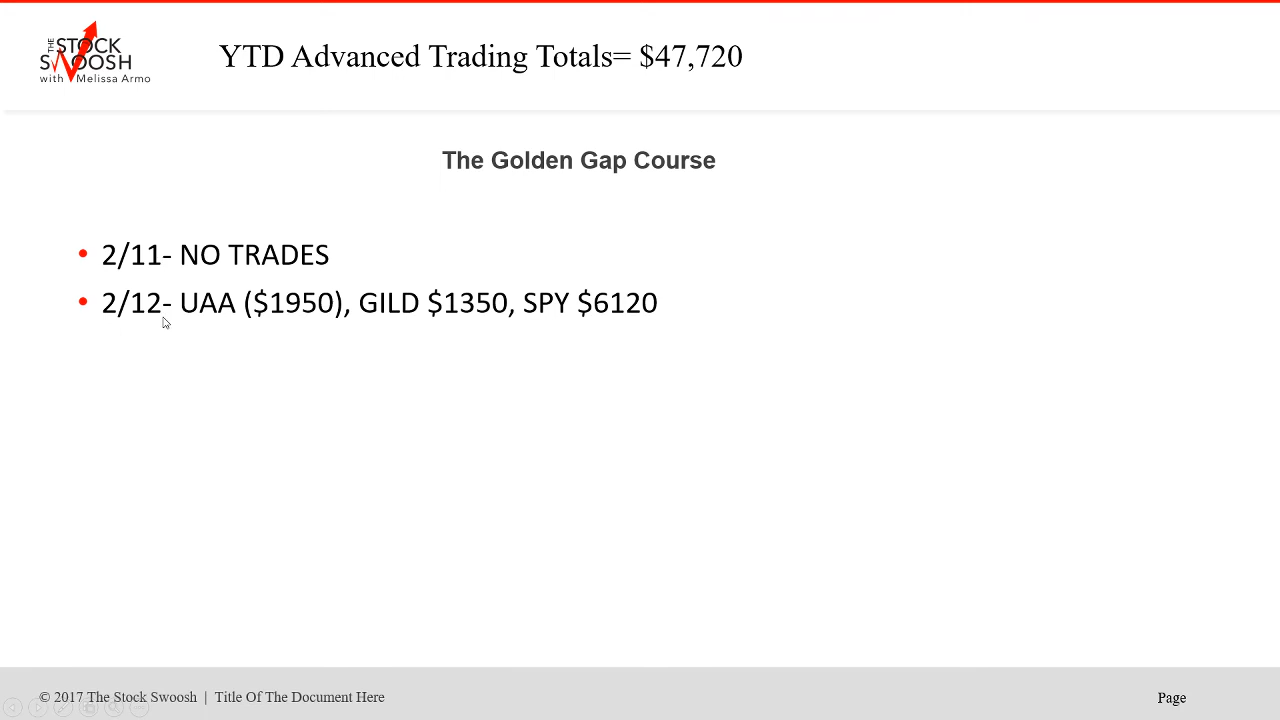 THE STOCK
SWOOSH
with Melissa Armo
YTD Advanced Trading Totals= $47,720
The Golden Gap Course
• 2/11- NO TRADES
• 2/12- UAA ($1950), GILD $1350, SPY $6120
© 2017 The Stock Swoosh | Title Of The Document Here
Page